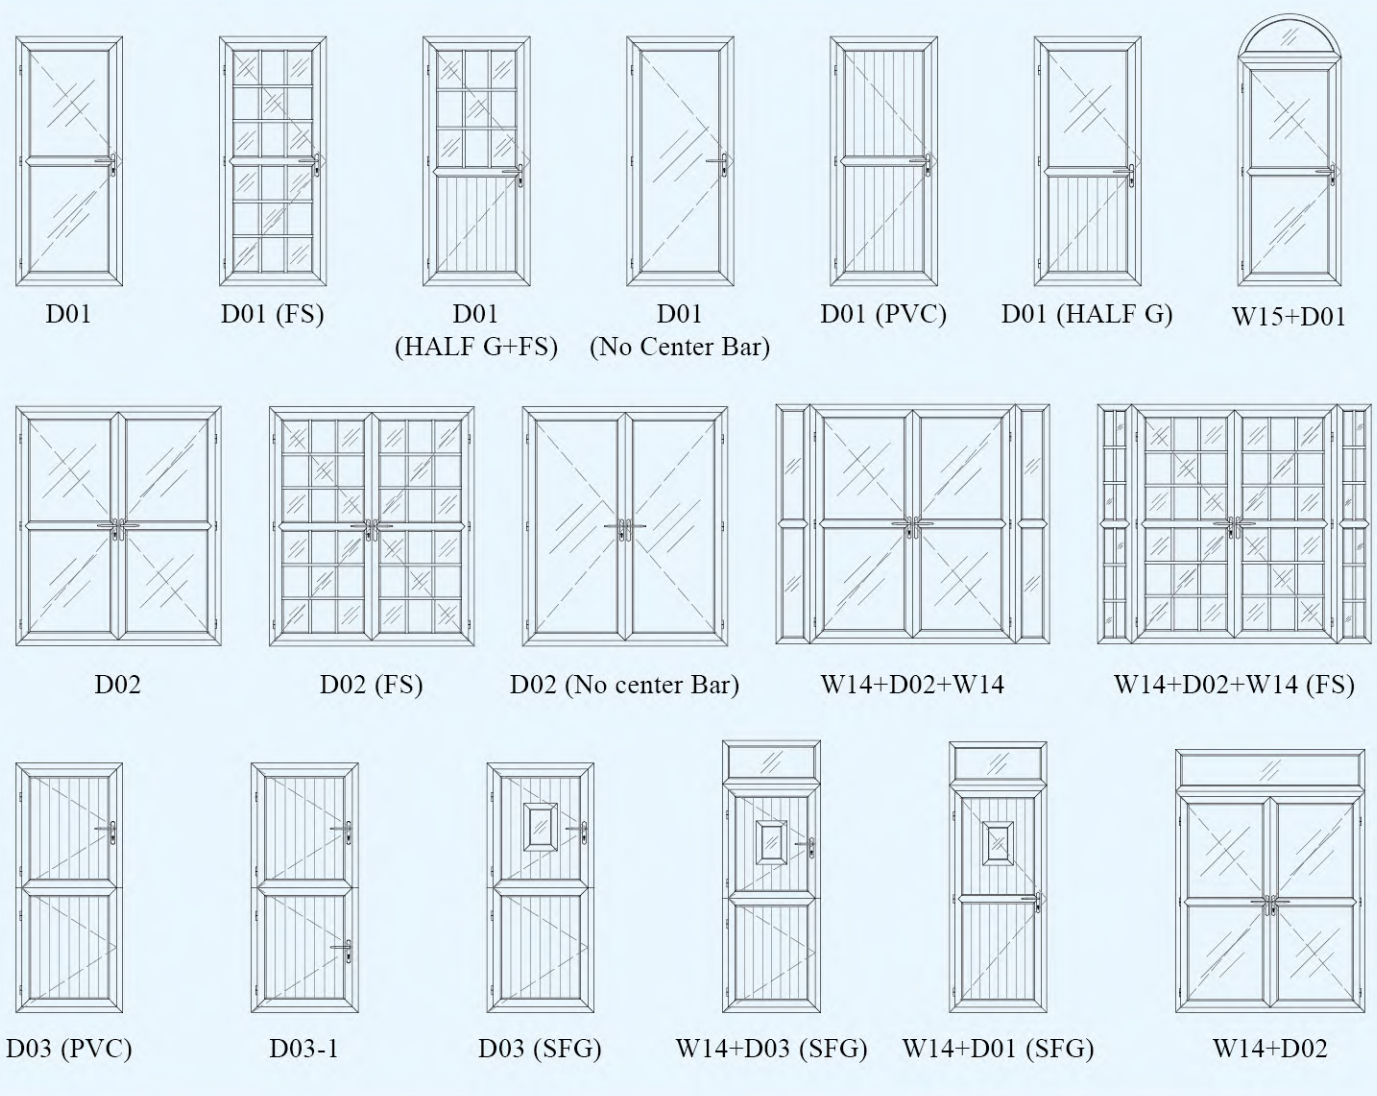 D01
D01 (FS)
D01
(HALF G+FS)
D01
(No Center Bar)
D01 (PVC)
D01 (HALF G)
W15+D01
D02
D02 (FS)
D02 (No center Bar)
W14+D02+W14
W14+D02+W14 (FS)
D03 (PVC)
D03-1
D03 (SFG)
W14+D03 (SFG)
W14+D01 (SFG)
W14+D02